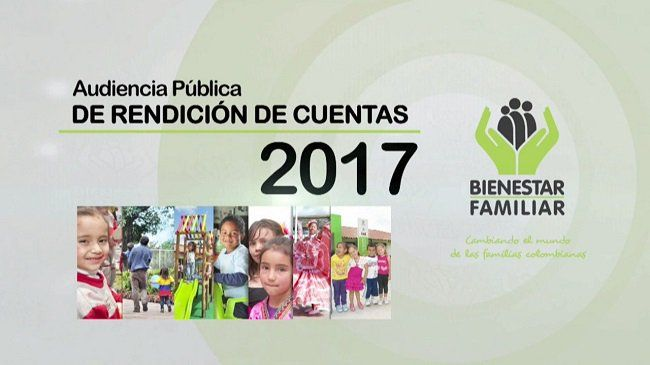 Audiencia Pública
DE RENDICIÓN DE CUENTAS
2017
BIENESTAR
FAMILIAR
Cambiando el mundo
de las familias colombianas